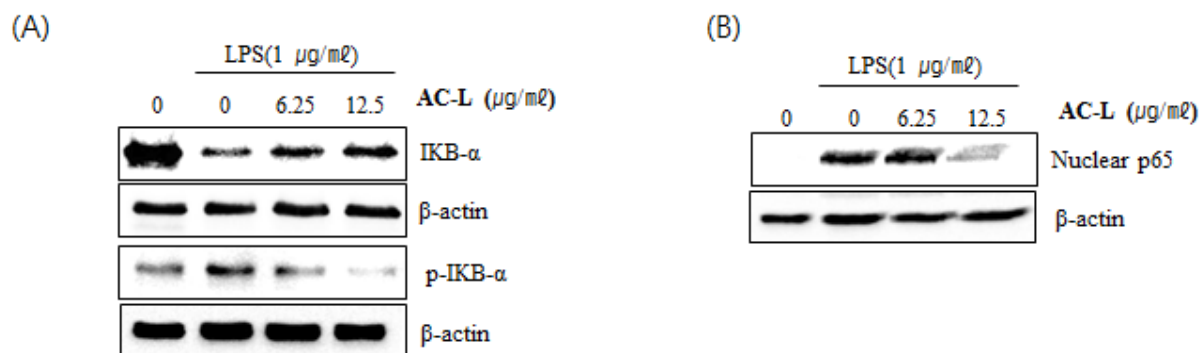 (A)
LPS(1 μg/㎖)
0 0 6.25 12.5 AC-L (μg/㎖)
IKB-α
β-actin
p-IKB-α
β-actin
(B)
LPS(1 μg/㎖)
0 0 6.25 12.5 AC-L (μg/㎖)
Nuclear p65
β-actin